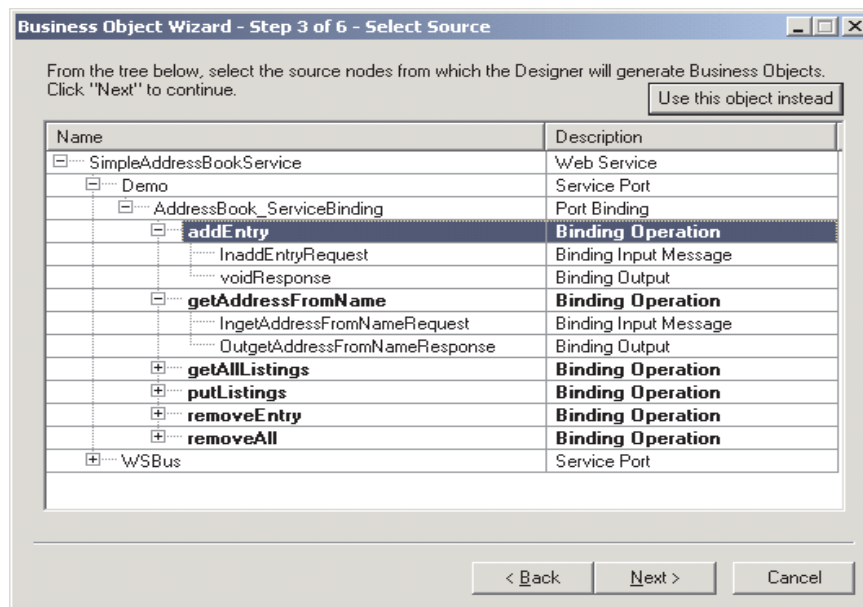 Business Object Wizard - Step 3 of 6 - Select Source
From the tree below, select the source nodes from which the Designer will generate Business Objects.
Click "Next" to continue.
Use this object instead
Name Description
SimpleAddressBookService Web Service
Demo Service Port
AddressBook_ServiceBinding Port Binding
addEntry Binding Operation
InaddEntryRequest Binding Input Message
voidResponse Binding Output
getAddressFromName Binding Operation
IngetAddressFromNameRequest Binding Input Message
OutgetAddressFromNameResponse Binding Output
getAllListings Binding Operation
putListings Binding Operation
removeEntry Binding Operation
removeAll Binding Operation
WSBus Service Port
< Back Next > Cancel